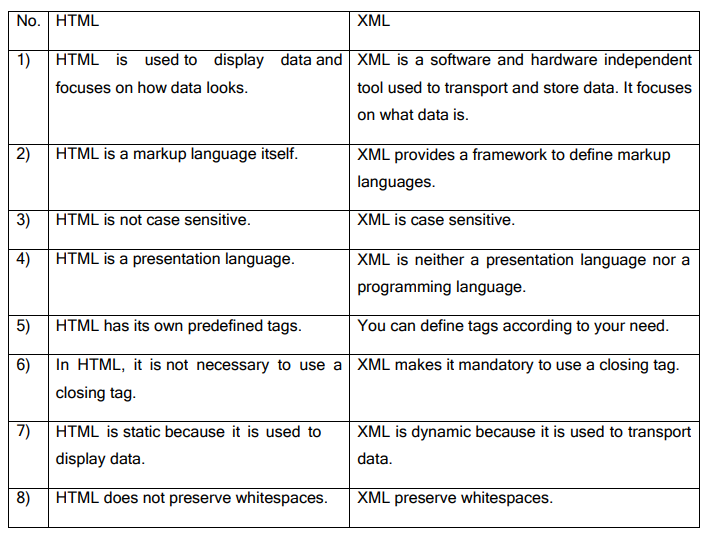 No. HTML XML
1) HTML is used to display data and XML is a software and hardware independent
focuses on how data looks. tool used to transport and store data. It focuses
on what data is.
2) HTML is a markup language itself. XML provides a framework to define markup
languages.
3) HTML is not case sensitive. XML is case sensitive.
4) HTML is a presentation language. XML is neither a presentation language nor a
programming language.
5) HTML has its own predefined tags. You can define tags according to your need.
6) In HTML, it is not necessary to use a XML makes it mandatory to use a closing tag.
closing tag.
7) HTML is static because it is used to XML is dynamic because it is used to transport
display data. data.
8) HTML does not preserve whitespaces. XML preserve whitespaces.